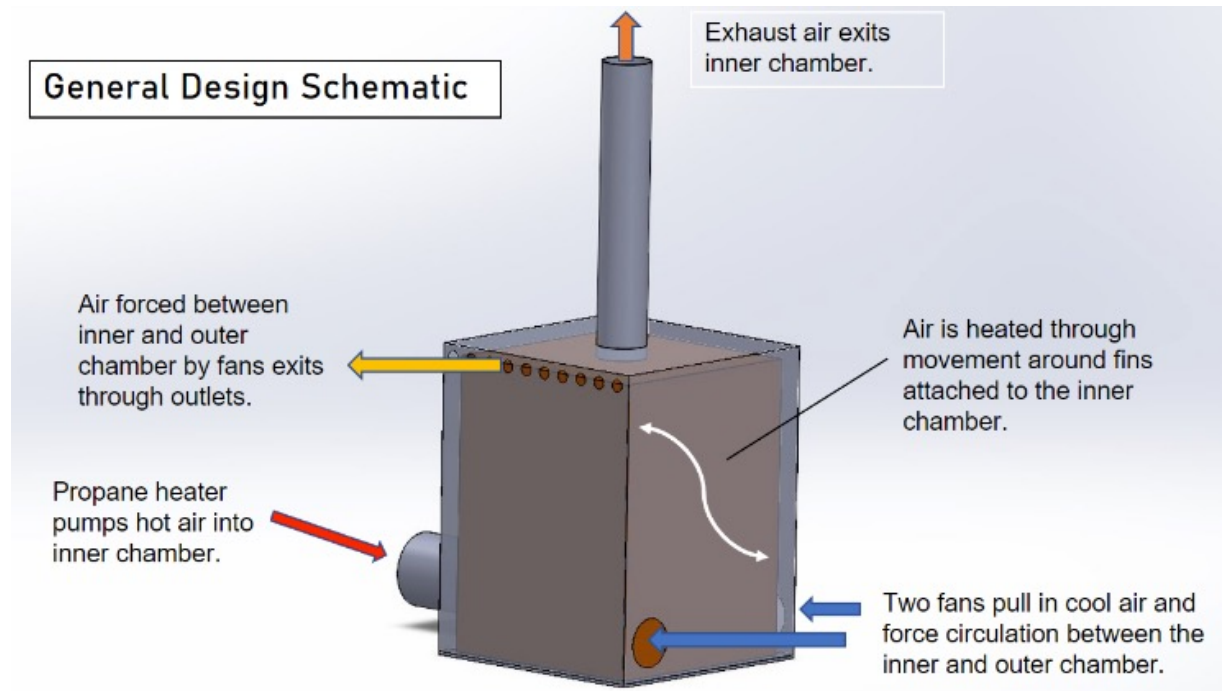 General Design Schematic
Exhaust air exits
inner chamber.
Air forced between
inner and outer
chamber by fans exits
through outlets.
Air is heated through
movement around fins
attached to the inner
chamber.
Propane heater
pumps hot air into
inner chamber.
Two fans pull in cool air and
force circulation between the
inner and outer chamber.